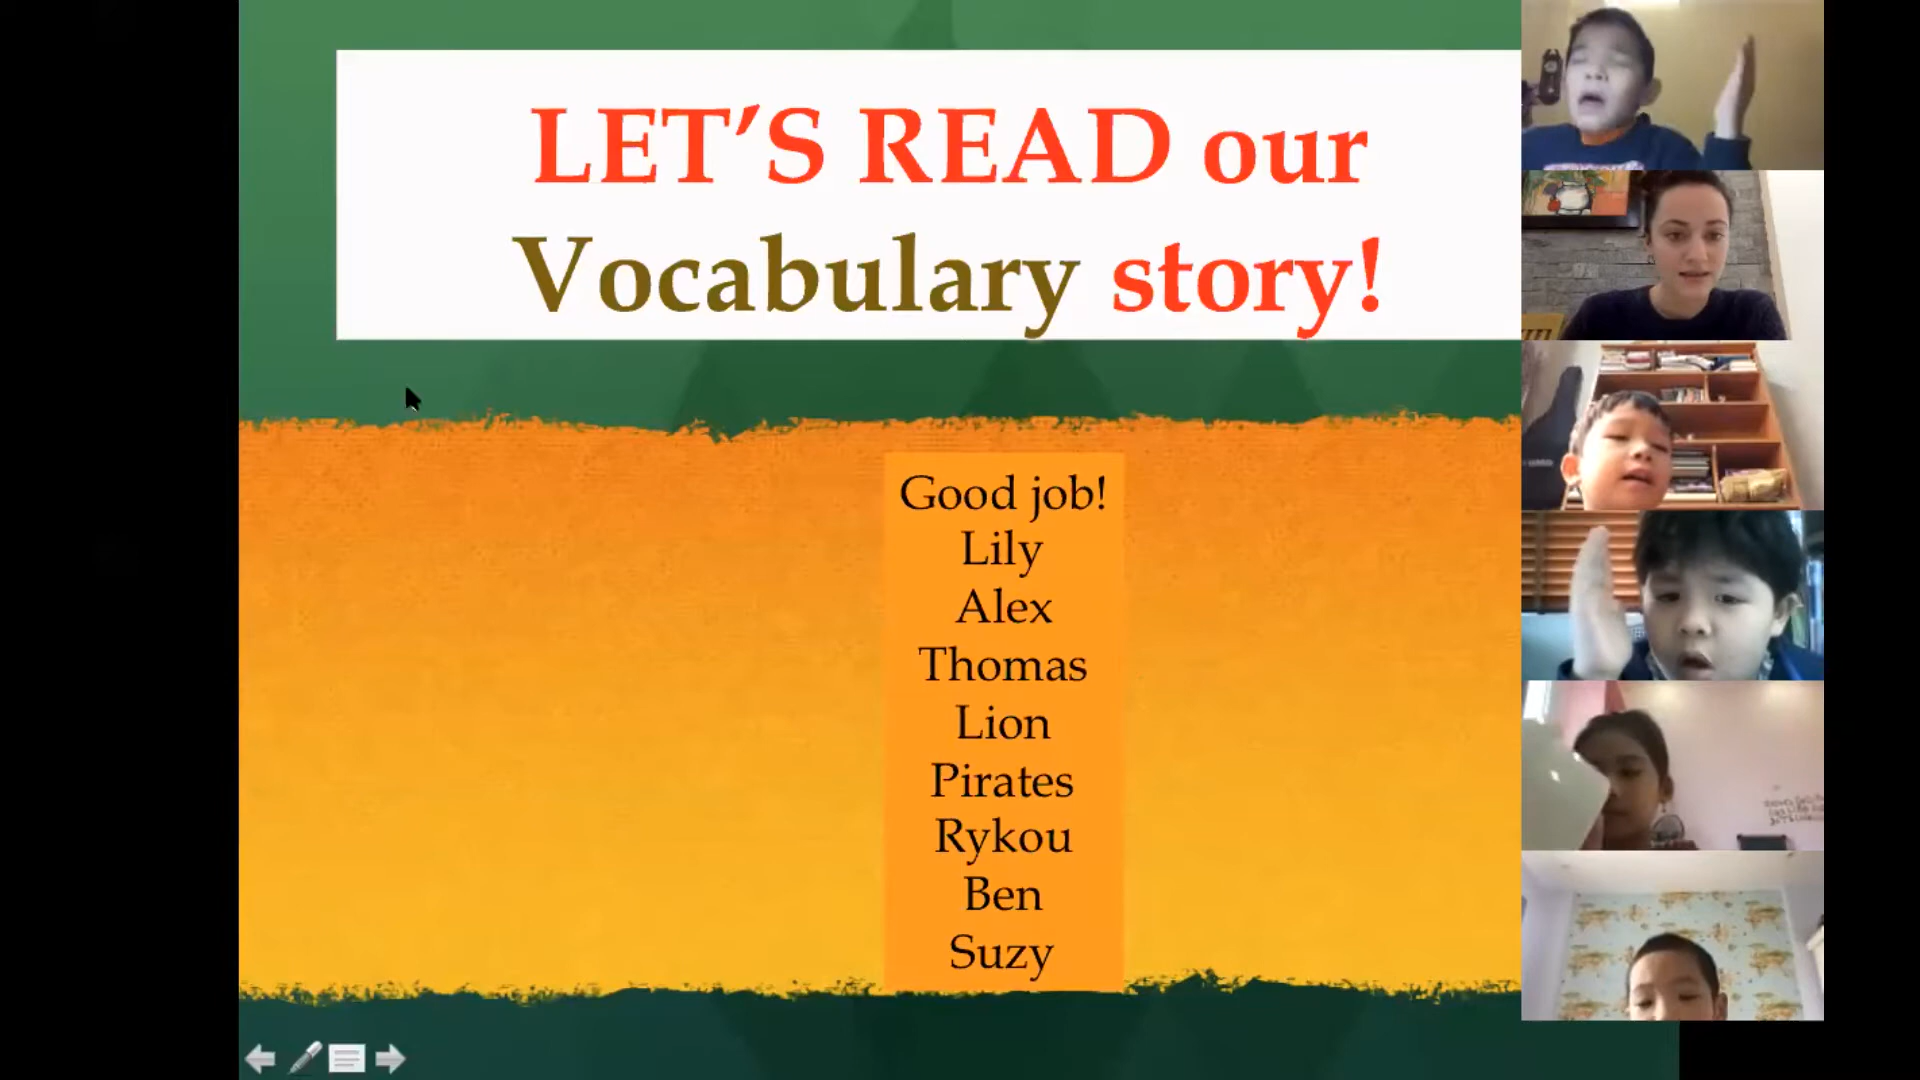 LET’S READ our
Vocabulary story!
Good job!
Lily
Alex
Thomas
Lion
Pirates
Rykou
Ben
Suzy